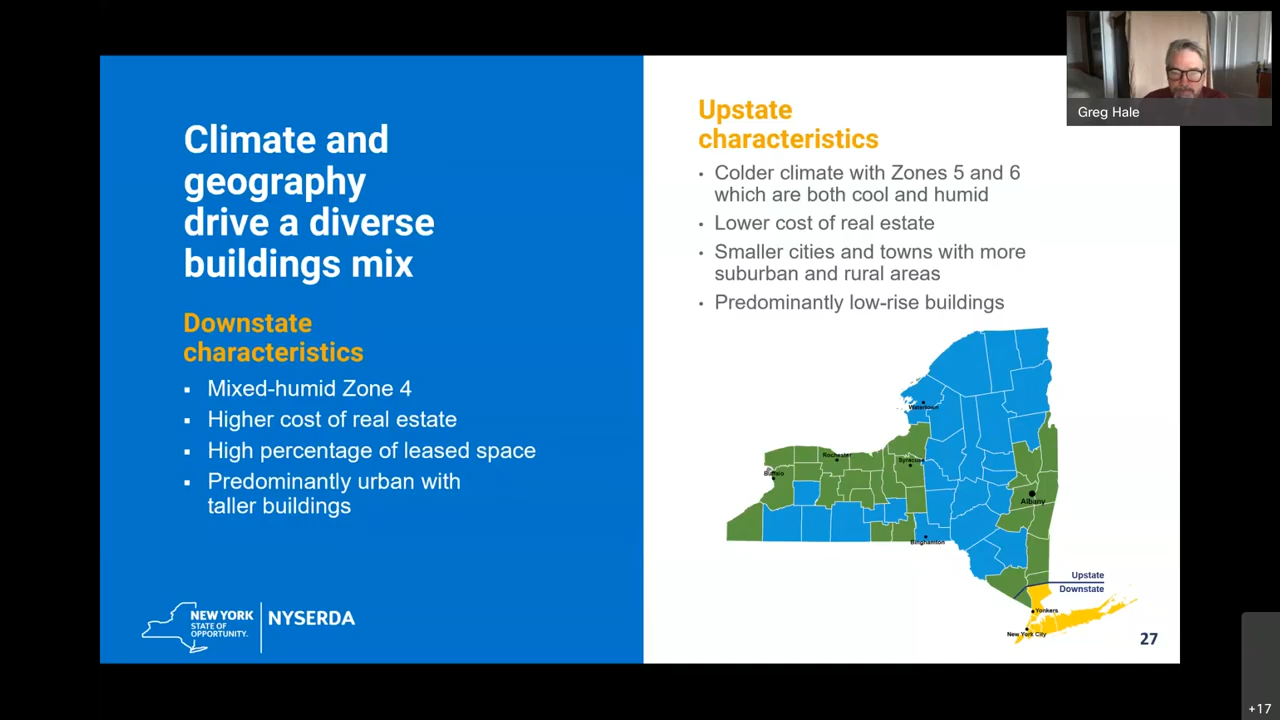 Climate and
geography
drive a diverse
buildings mix
Downstate
characteristics
▪ Mixed-humid Zone 4
▪ Higher cost of real estate
▪ High percentage of leased space
▪ Predominantly urban with
taller buildings
NEW YORK
STATE OF
OPPORTUNITY.
NYSERDA
Upstate
characteristics
• Colder climate with Zones 5 and 6
which are both cool and humid
• Lower cost of real estate
• Smaller cities and towns with more
suburban and rural areas
• Predominantly low-rise buildings
Watertown
Rochester
Syracuse
Buffalo
Albany
Binghamton
Upstate
Downstate
Yonkers
New York City
27
Greg Hale
+17